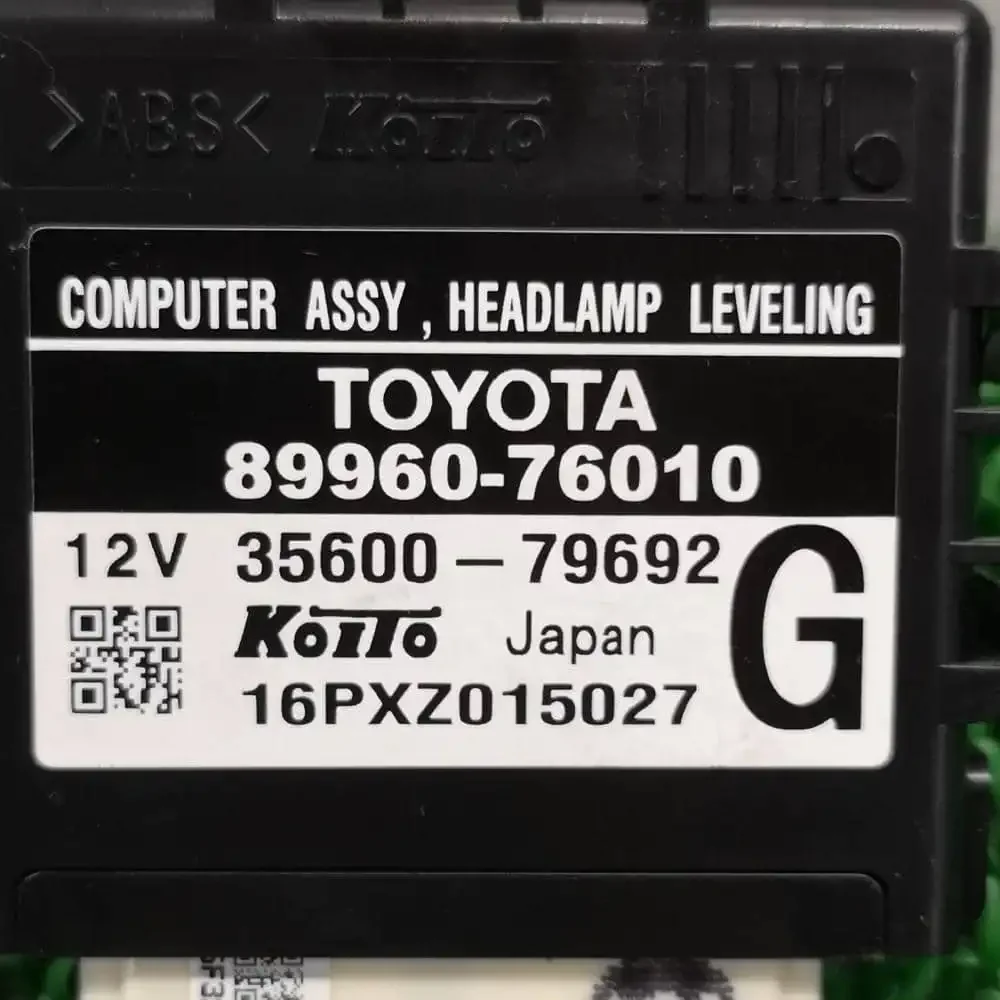 >ABS< KOITO
COMPUTER ASSY, HEADLAMP LEVELING
TOYOTA
89960-76010
12V 35600-79692 G
KOITO Japan
16PXZ015027